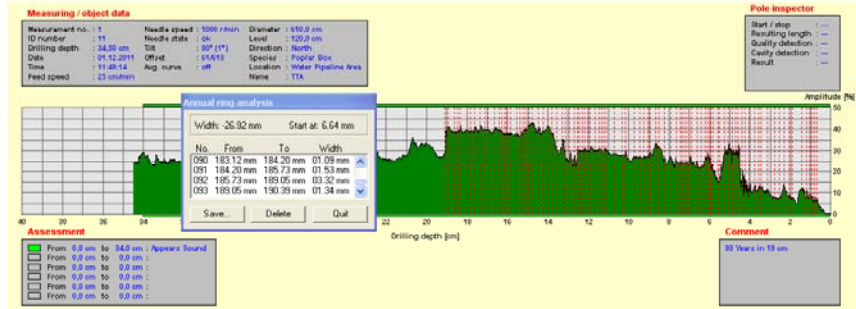 Measuring / object data
Measurement no. : 1 Needle speed : 5000 r/min. Diameter : 650,0 cm
ID number : 11 Needle state : ok Level : 120,0 cm
Drilling depth : 34,50 cm Tilt : 80° (1°) Direction : North
Date : 01.12.2011 Offset : 61/613 Species : Poplar Box
Time : 11:48:14 Avg. curve : off Location : Water Pipeline Area
Feed speed : 25 cm/min Name : TTA
Pole inspector
Start / stop : ---
Resulting length : ---
Quality detection : ---
Cavity detection : ---
Result : ---
Annual ring analysis
Width: -26.92 mm Start at: 6.64 mm
No. From To Width
090 183.12 mm 184.20 mm 01.09 mm
091 184.20 mm 185.73 mm 01.53 mm
092 185.73 mm 189.05 mm 03.32 mm
093 189.05 mm 190.39 mm 01.34 mm
Save... Delete Quit
Amplitude [%]
50
40
30
20
10
0
40 38 36 34 22 20 18 16 14 12 10 8 6 4 2 0
Drilling depth [cm]
Assessment
From 0,0 cm to 34,0 cm : Appears Sound
From 0,0 cm to 0,0 cm :
From 0,0 cm to 0,0 cm :
From 0,0 cm to 0,0 cm :
From 0,0 cm to 0,0 cm :
From 0,0 cm to 0,0 cm :
Comment
93 Years in 19 cm